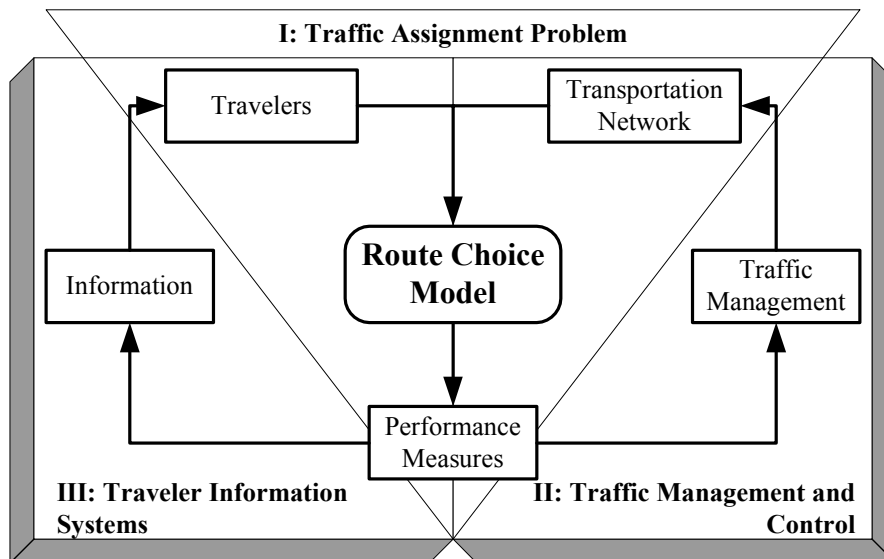 I: Traffic Assignment Problem
Travelers
Transportation
Network
Information
Route Choice
Model
Traffic
Management
Performance
Measures
III: Traveler Information
Systems
II: Traffic Management and
Control